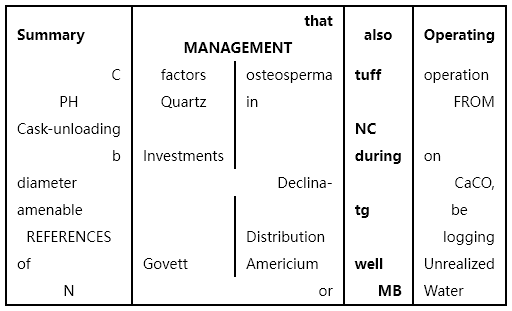 Summary that MANAGEMENT also Operating
C factors osteosperma tuff operation
PH Quartz in FROM
Cask-unloading NC
b Investments during on
diameter Declina- CaCO,
amenable tg be
REFERENCES Distribution logging
of Govett Americium well Unrealized
N or MB Water